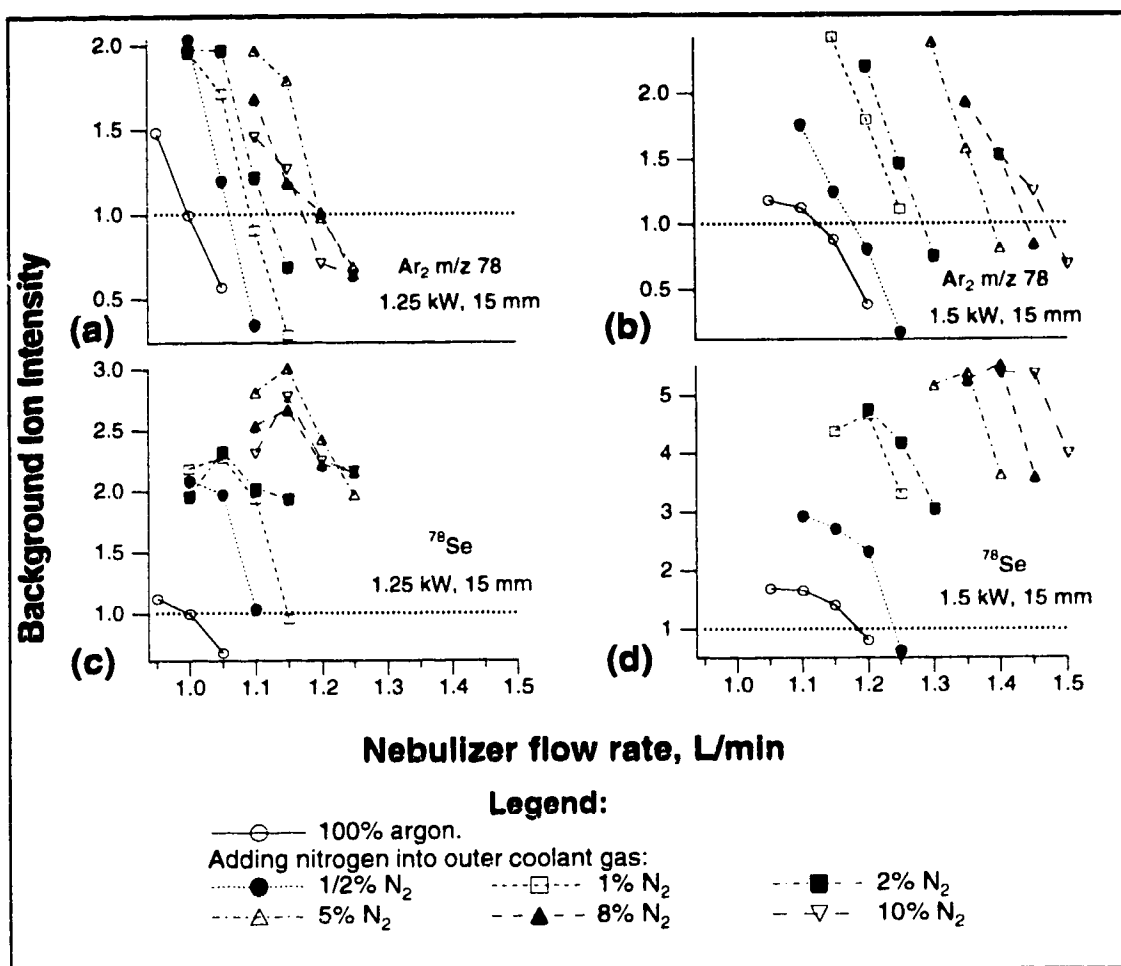 Background Ion Intensity
2.0
1.5
1.0
0.5
(a)
Ar₂ m/z 78
1.25 kW, 15 mm
2.0
1.5
1.0
0.5
(b)
Ar₂ m/z 78
1.5 kW, 15 mm
3.0
2.5
2.0
1.5
1.0
(c)
⁷⁸Se
1.25 kW, 15 mm
1.0 1.1 1.2 1.3 1.4 1.5
5
4
3
2
1
(d)
⁷⁸Se
1.5 kW, 15 mm
1.0 1.1 1.2 1.3 1.4 1.5
Nebulizer flow rate, L/min
Legend:
100% argon.
Adding nitrogen into outer coolant gas:
1/2% N₂ 1% N₂ 2% N₂
5% N₂ 8% N₂ 10% N₂